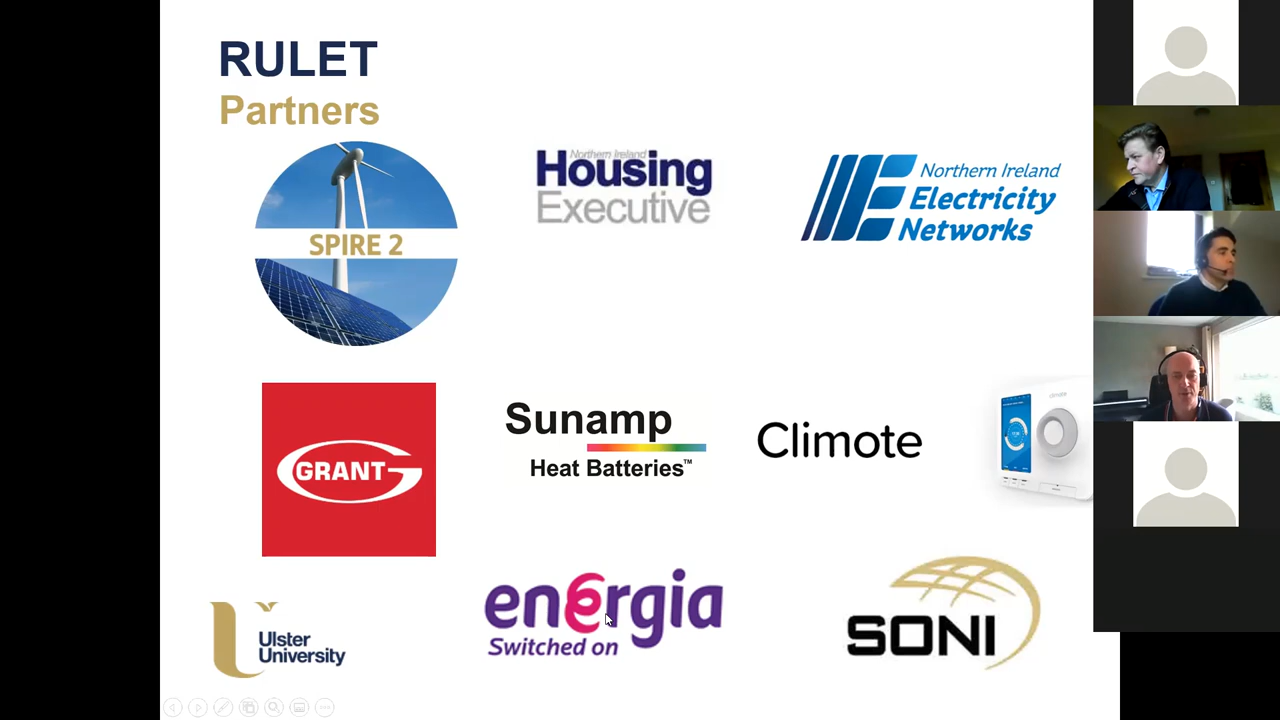 RULET
Partners
SPIRE 2
Northern Ireland
Housing
Executive
Northern Ireland
Electricity
Networks
GRANT
Sunamp
Heat Batteries™
Climote
climote
Ulster
University
energia
Switched on
SONI